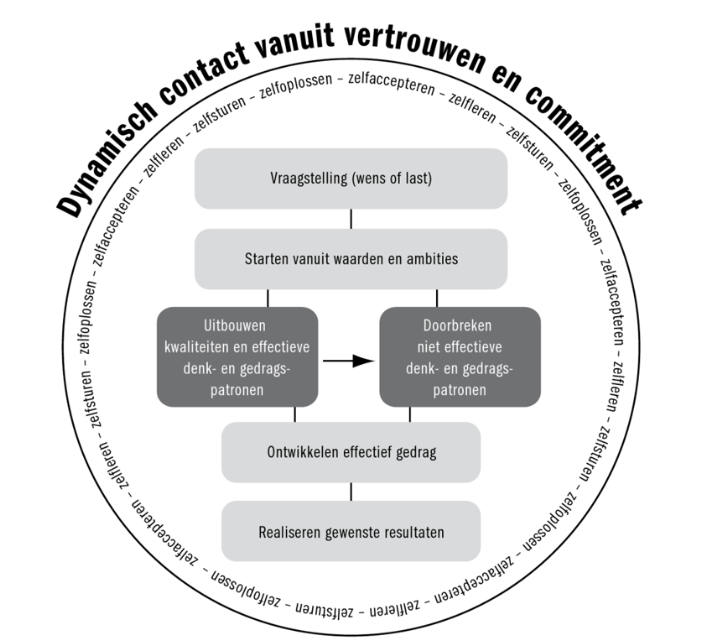 Dynamisch contact vanuit vertrouwen en commitment
zelfsturen – zelfoplossen – zelfaccepteren – zelfleren – zelfsturen – zelfoplossen – zelfaccepteren – zelfleren – zelfsturen – zelfoplossen – zelfaccepteren – zelfleren – zelfsturen – zelfoplossen – zelfaccepteren – zelfleren – zelfsturen – zelfoplossen – zelfaccepteren – zelfleren –
Vraagstelling (wens of last)
Starten vanuit waarden en ambities
Uitbouwen
kwaliteiten en effectieve
denk- en gedrags-
patronen
Doorbreken
niet effectieve
denk- en gedrags-
patronen
Ontwikkelen effectief gedrag
Realiseren gewenste resultaten